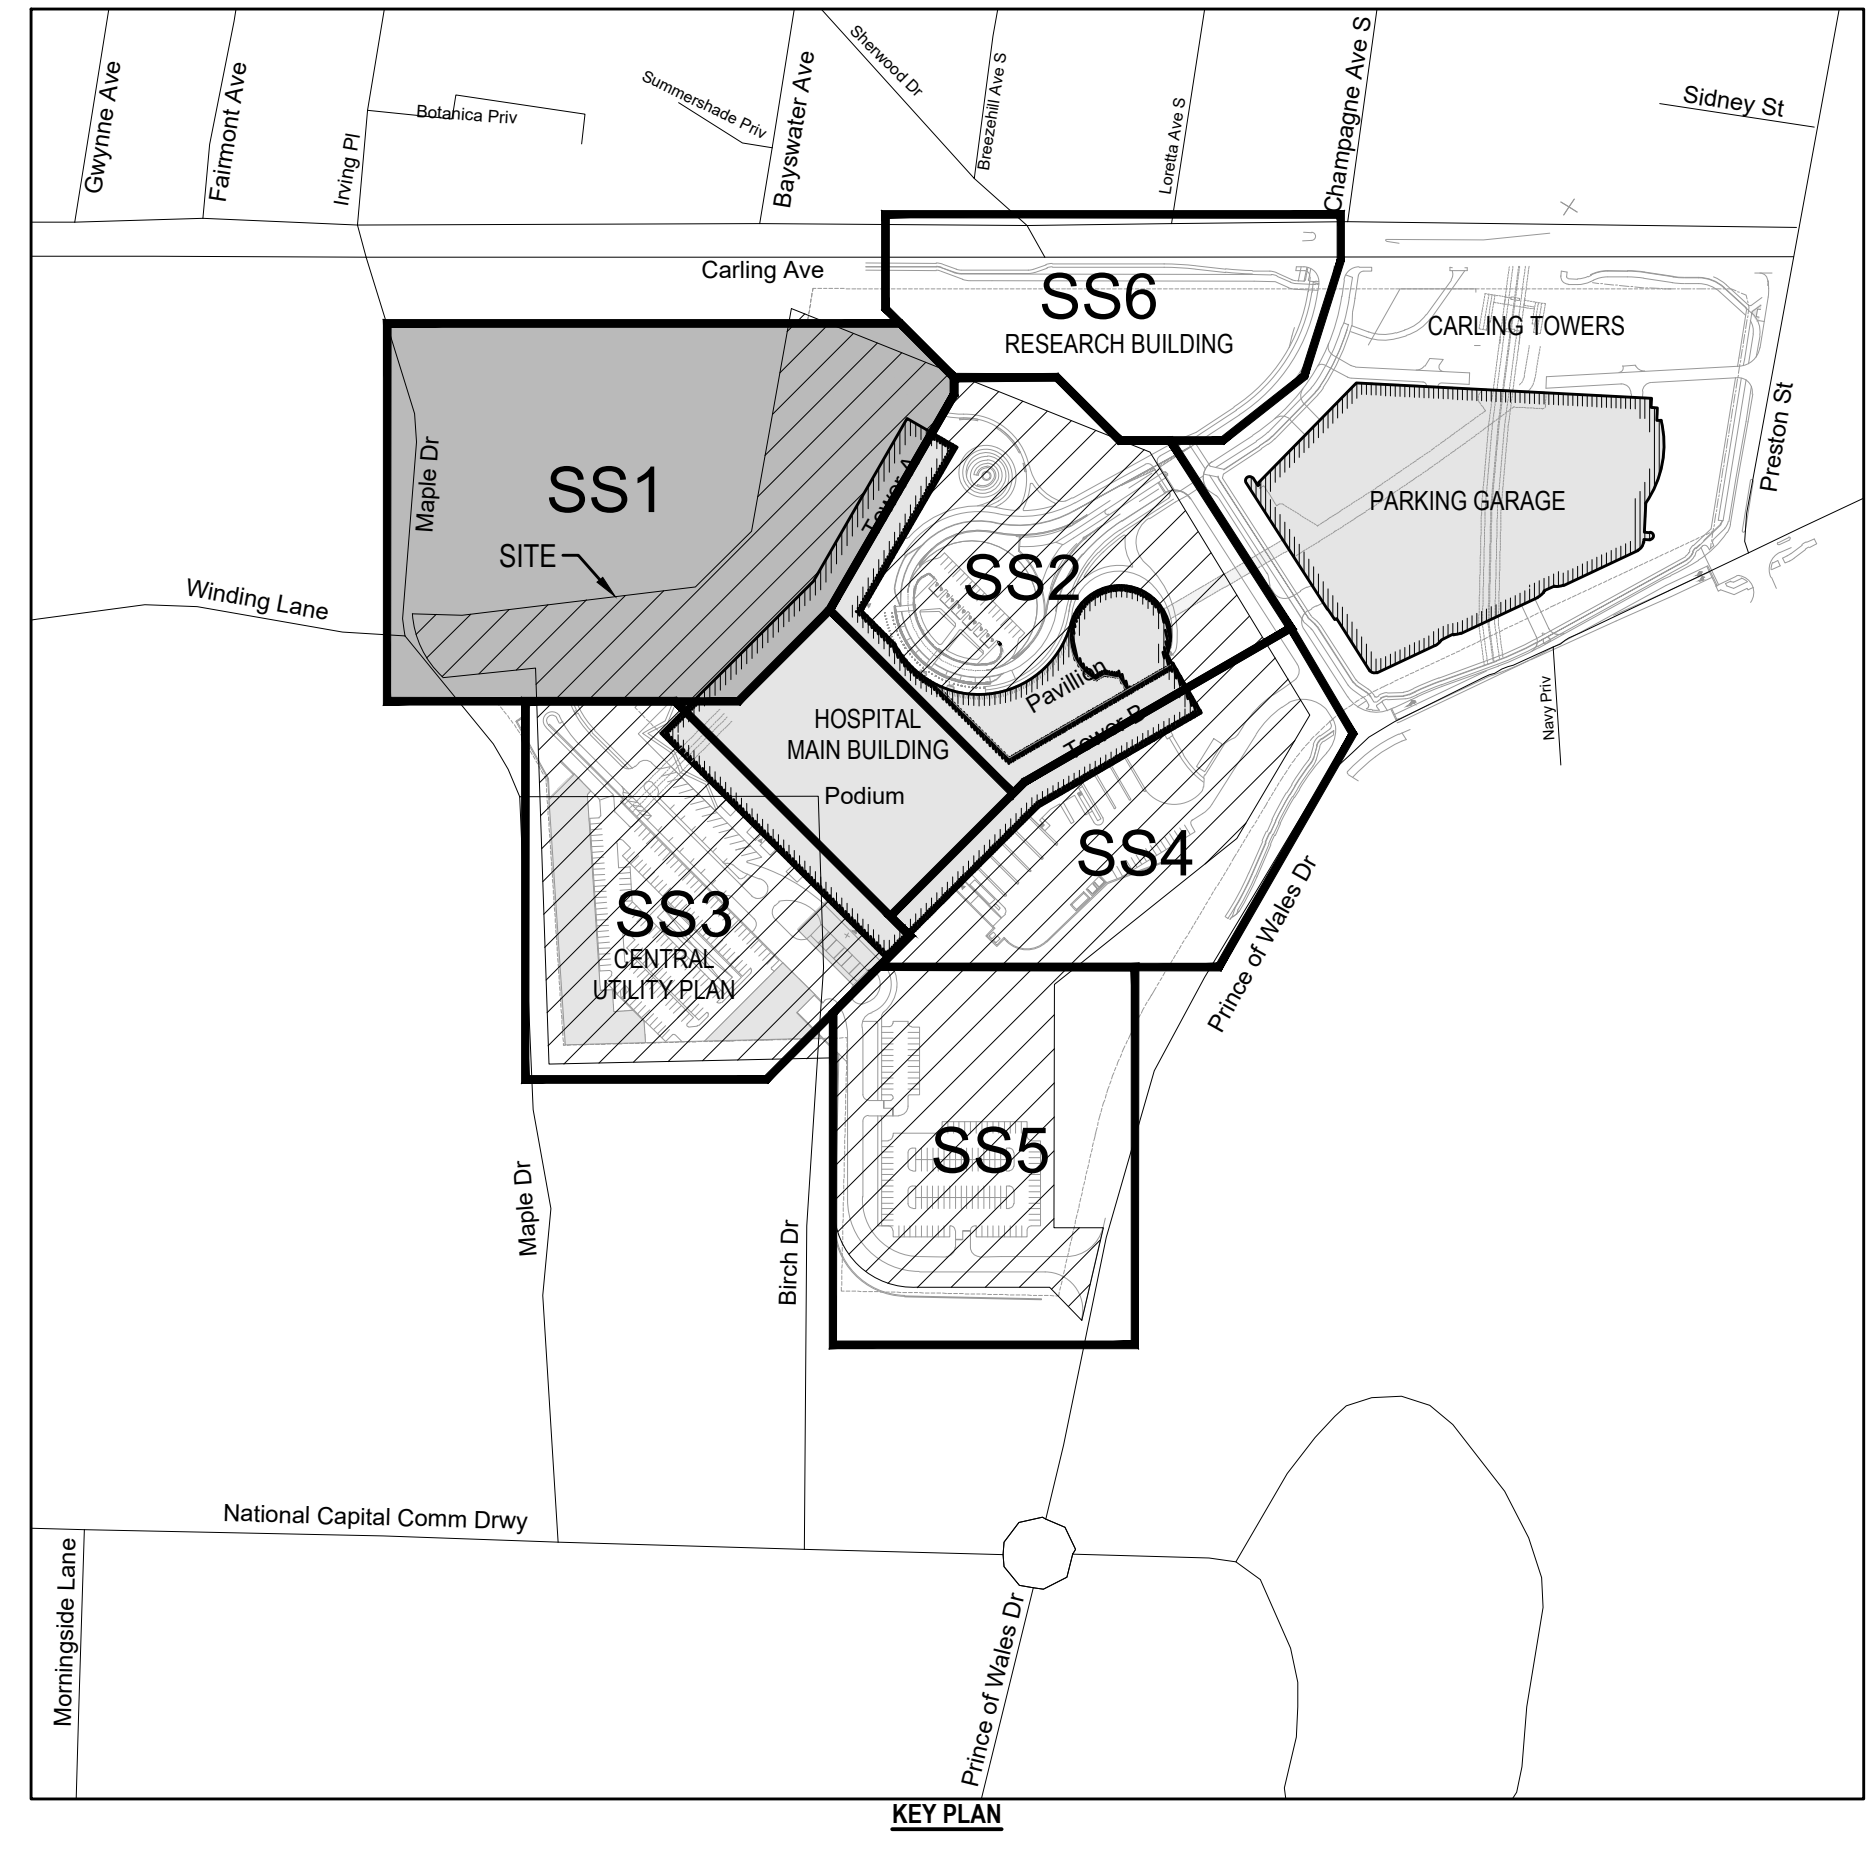 Gwynne Ave
Fairmont Ave
Irving Pl
Botanica Priv
Summershade Priv
Bayswater Ave
Sherwood Dr
Breezehill Ave S
Loretta Ave S
Champagne Ave S
Sidney St
Carling Ave
SS6
RESEARCH BUILDING
CARLING TOWERS
Preston St
Maple Dr
SS1
SITE
Tower A
PARKING GARAGE
Winding Lane
SS2
Pavillion
Tower B
Navy Priv
HOSPITAL
MAIN BUILDING
Podium
SS4
Prince of Wales Dr
SS3
CENTRAL
UTILITY PLAN
SS5
Maple Dr
Birch Dr
National Capital Comm Drwy
Morningside Lane
Prince of Wales Dr
KEY PLAN